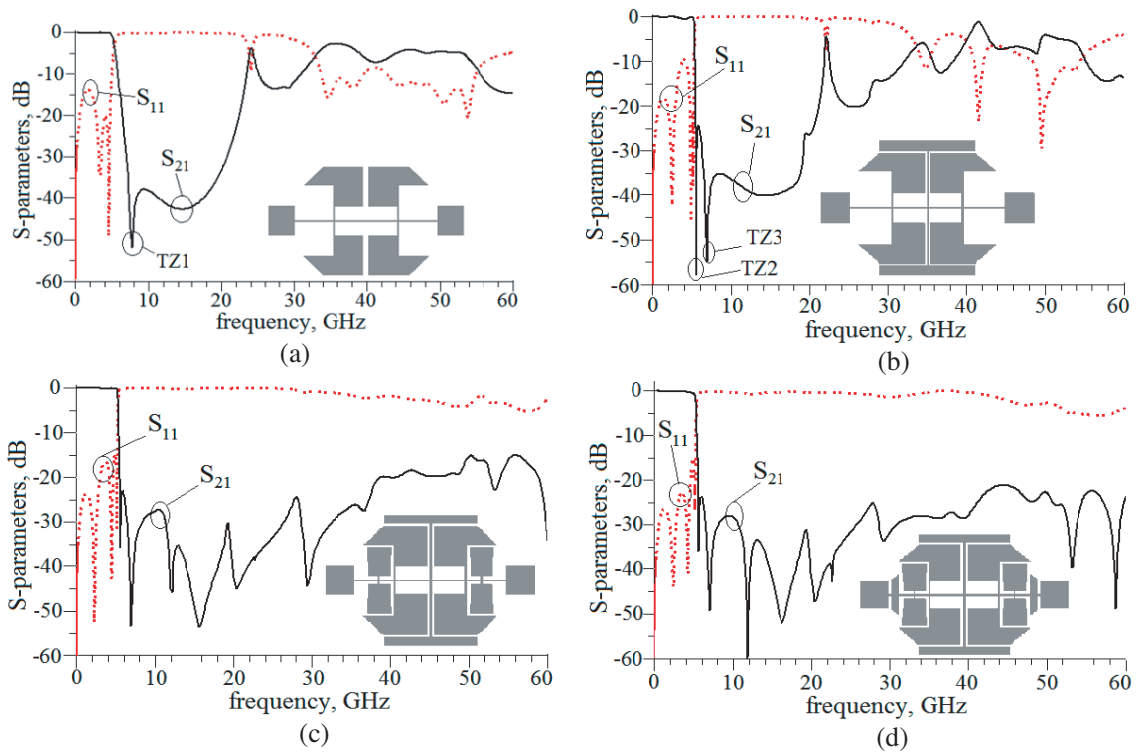 0
-10
-20
-30
-40
-50
-60
S-parameters, dB
S11
S21
TZ1
0 10 20 30 40 50 60
frequency, GHz
(a)
0
-10
-20
-30
-40
-50
-60
S-parameters, dB
S11
S21
TZ3
TZ2
0 10 20 30 40 50 60
frequency, GHz
(b)
0
-10
-20
-30
-40
-50
-60
S-parameters, dB
S11
S21
0 10 20 30 40 50 60
frequency, GHz
(c)
0
-10
-20
-30
-40
-50
-60
S-parameters, dB
S11
S21
0 10 20 30 40 50 60
frequency, GHz
(d)